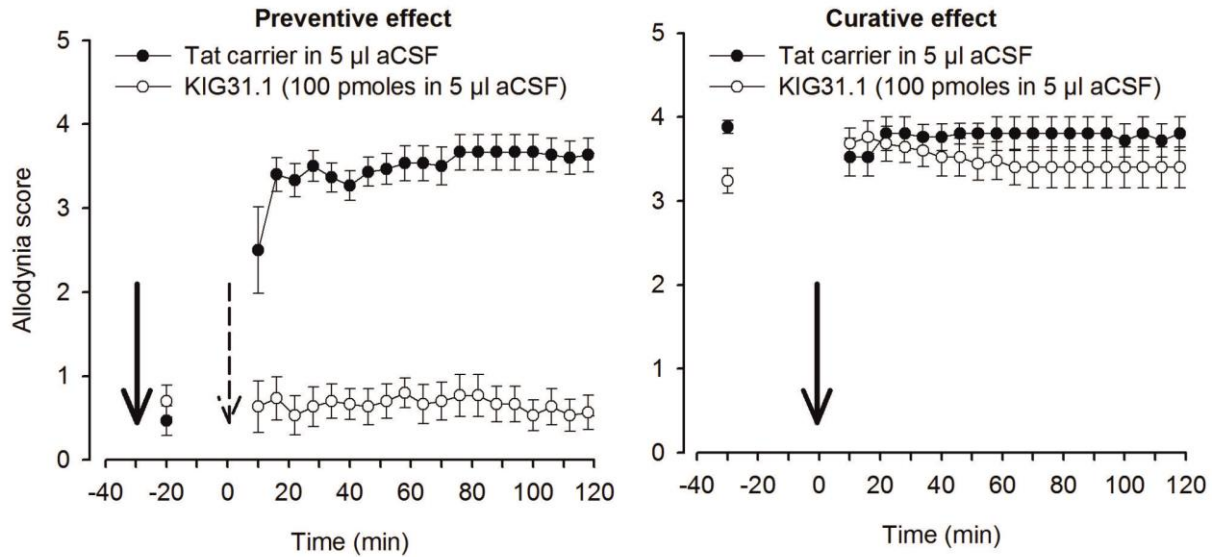 Preventive effect
Tat carrier in 5 µl aCSF
KIG31.1 (100 pmoles in 5 µl aCSF)
Allodynia score
5
4
3
2
1
0
-40 -20 0 20 40 60 80 100 120
Time (min)
Curative effect
Tat carrier in 5 µl aCSF
KIG31.1 (100 pmoles in 5 µl aCSF)
5
4
3
2
1
0
-40 -20 0 20 40 60 80 100 120
Time (min)